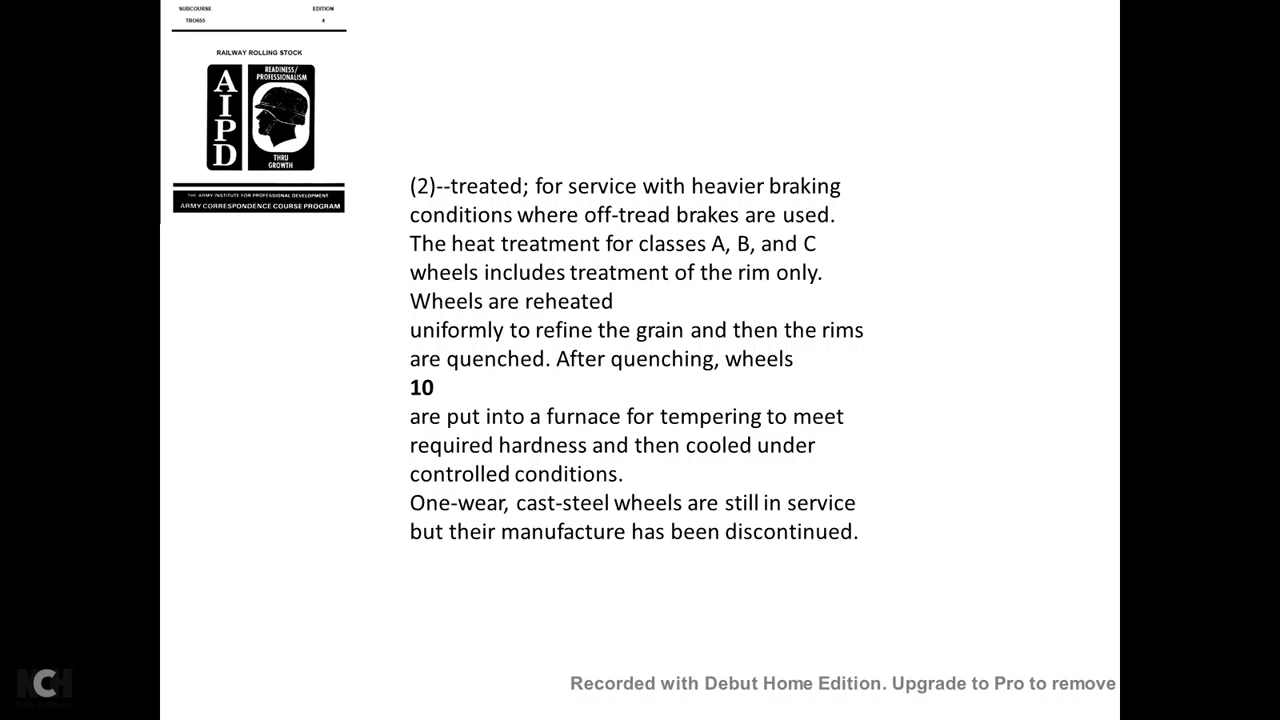 SUBCOURSE EDITION
TRO655 4
RAILWAY ROLLING STOCK
AIPD
READINESS/
PROFESSIONALISM
THRU
GROWTH
THE ARMY INSTITUTE FOR PROFESSIONAL DEVELOPMENT
ARMY CORRESPONDENCE COURSE PROGRAM
(2)--treated; for service with heavier braking
conditions where off-tread brakes are used.
The heat treatment for classes A, B, and C
wheels includes treatment of the rim only.
Wheels are reheated
uniformly to refine the grain and then the rims
are quenched. After quenching, wheels
10
are put into a furnace for tempering to meet
required hardness and then cooled under
controlled conditions.
One-wear, cast-steel wheels are still in service
but their manufacture has been discontinued.
Recorded with Debut Home Edition. Upgrade to Pro to remove